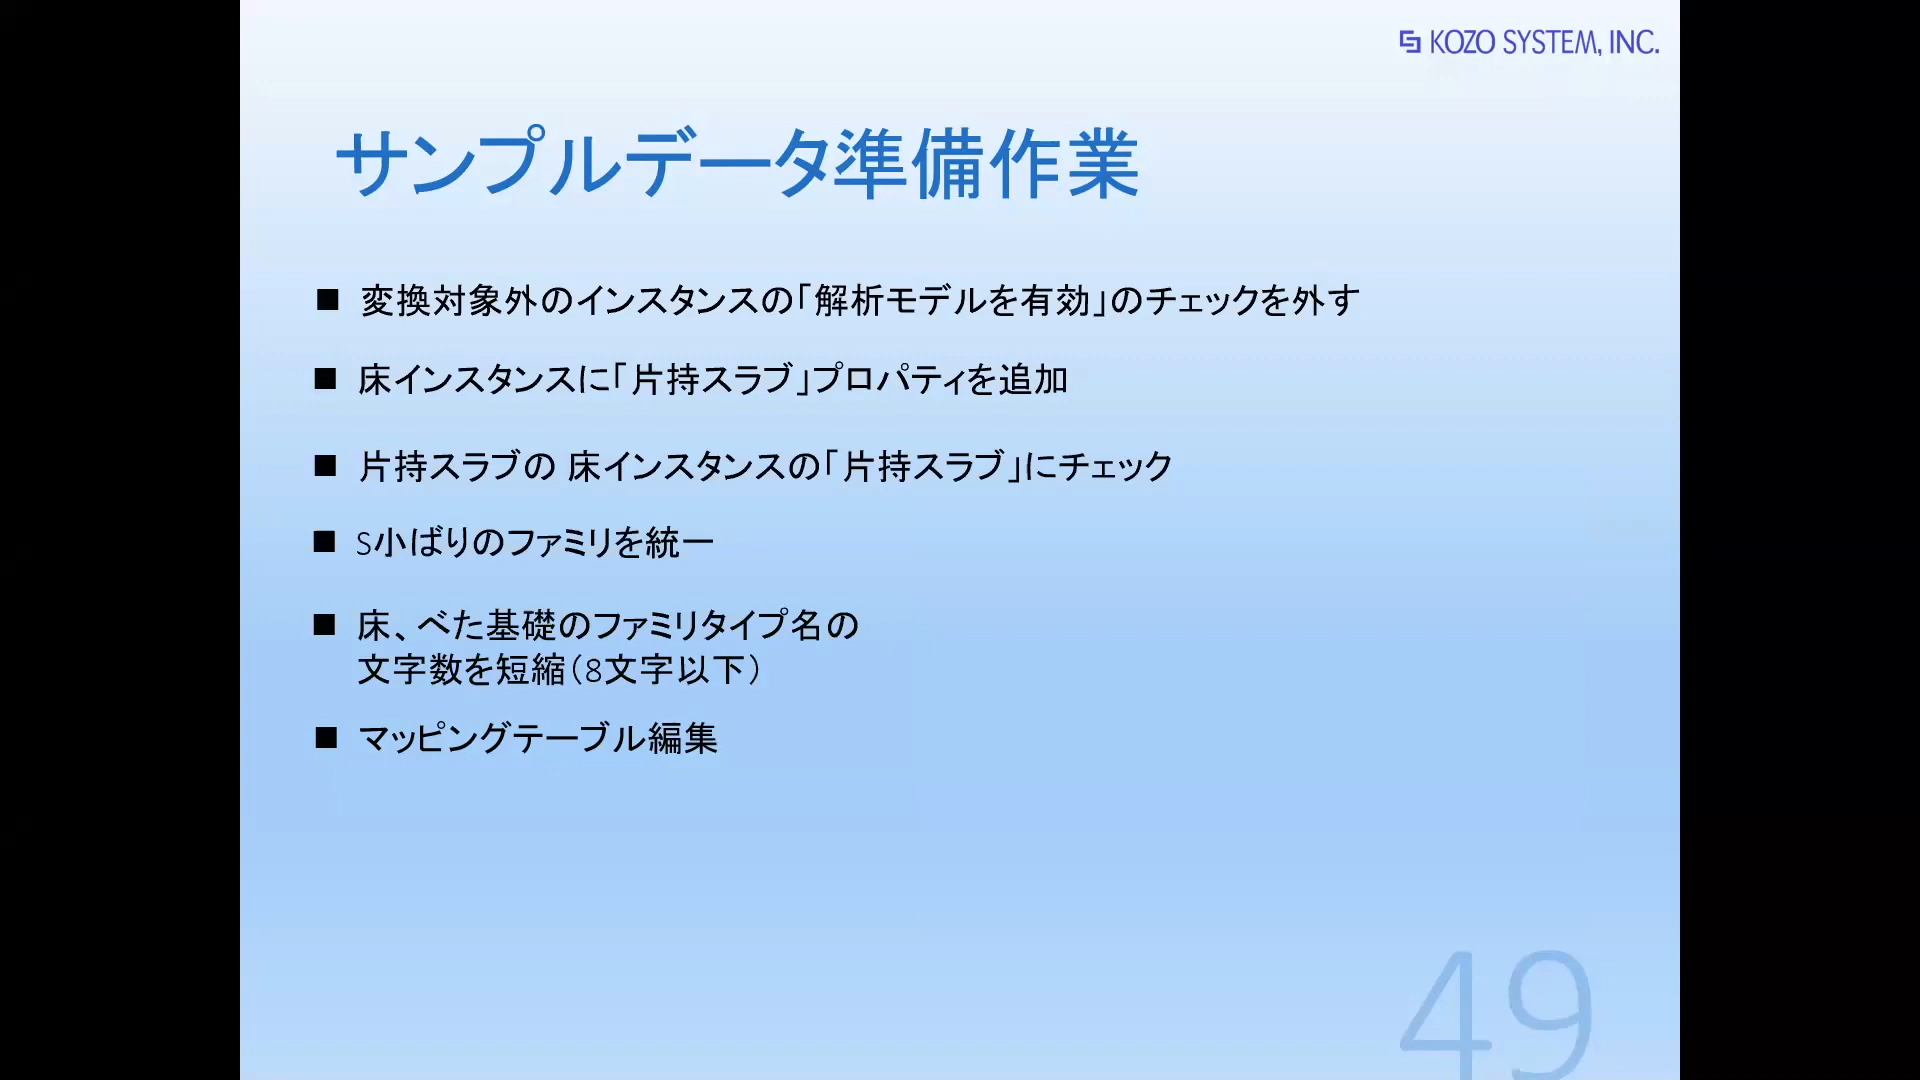 KOZO SYSTEM, INC.
サンプルデータ準備作業
■ 変換対象外のインスタンスの「解析モデルを有効」のチェックを外す
■ 床インスタンスに「片持スラブ」プロパティを追加
■ 片持スラブの 床インスタンスの「片持スラブ」にチェック
■ S小ばりのファミリを統一
■ 床、べた基礎のファミリタイプ名の
文字数を短縮（8文字以下）
■ マッピングテーブル編集
49